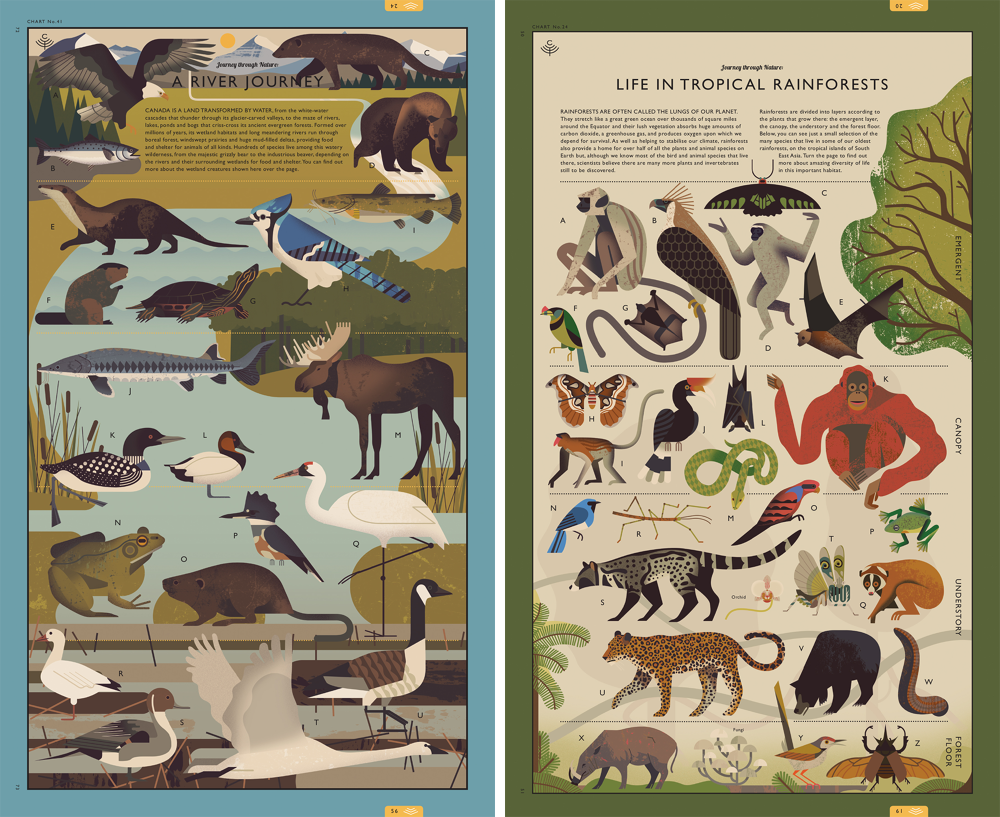 24
CHART No.41
Journey through Nature:
A RIVER JOURNEY
CANADA IS A LAND TRANSFORMED BY WATER, from the white-water
cascades that thunder through its glacier-carved valleys, to the maze of rivers,
lakes, ponds and bogs that criss-cross its ancient evergreen forests. Formed over
millions of years, its wetland habitats and long meandering rivers run through
boreal forest, windswept prairies and huge mud-filled deltas, providing food
and shelter for animals of all kinds. Hundreds of species live among the watery
wilderness, from the majestic grizzly bear to the industrious beaver, depending on
the rivers and their surrounding wetlands for food and shelter. You can find out
more about the wetland creatures shown here over the page.
A
B
C
D
E
F
G
H
I
J
K
L
M
N
O
P
Q
R
S
T
U
56
20
Journey through Nature:
LIFE IN TROPICAL RAINFORESTS
RAINFORESTS ARE OFTEN CALLED THE LUNGS OF OUR PLANET.
They stretch like a great green ocean over thousands of square miles
around the Equator and their lush vegetation absorbs huge amounts of
carbon dioxide, a greenhouse gas, and produces oxygen upon which we
depend for survival. As well as helping to stabilise our climate, rainforests
also provide a home for over half of all the plants and animal species on
Earth but, although we know most of the bird and animal species that live
there, scientists believe there are many more plants and invertebrates
still to be discovered.
Rainforests are divided into layers according to
the plants that grow there: the emergent layer,
the canopy, the understory and the forest floor.
Below, you can see just a small selection of the
many species that live in some of our oldest
rainforests, on the tropical islands of South
East Asia. Turn the page to find out
more about amazing diversity of life
in this important habitat.
A
B
C
D
E
F
G
EMERGENT
H
I
J
K
L
CANOPY
M
N
O
P
Q
R
S
T
Orchid
U
V
W
UNDERSTORY
X
Fungi
Y
Z
FOREST
FLOOR
61